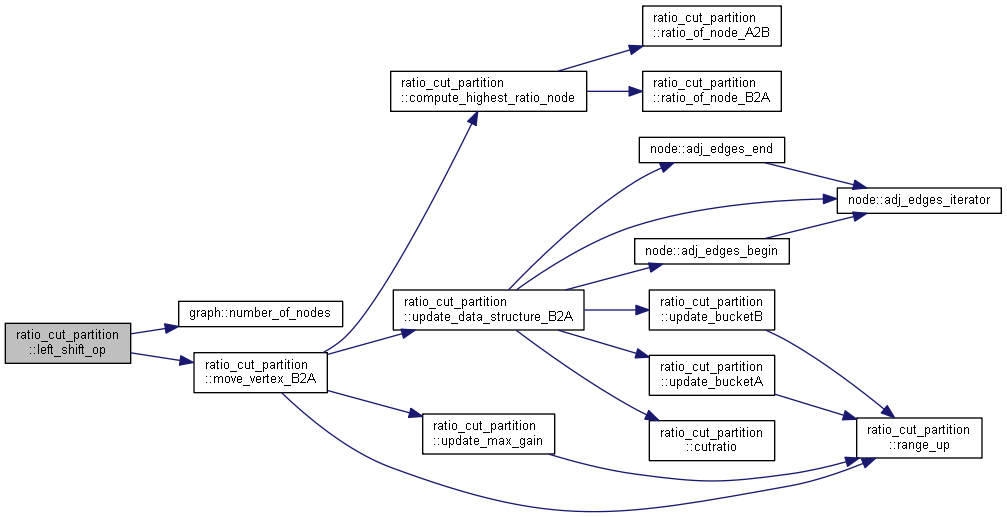 ratio_cut_partition
::left_shift_op
graph::number_of_nodes
ratio_cut_partition
::move_vertex_B2A
ratio_cut_partition
::compute_highest_ratio_node
ratio_cut_partition
::update_data_structure_B2A
ratio_cut_partition
::update_max_gain
ratio_cut_partition
::ratio_of_node_A2B
ratio_cut_partition
::ratio_of_node_B2A
node::adj_edges_end
node::adj_edges_begin
ratio_cut_partition
::update_bucketB
ratio_cut_partition
::update_bucketA
ratio_cut_partition
::cutratio
node::adj_edges_iterator
ratio_cut_partition
::range_up